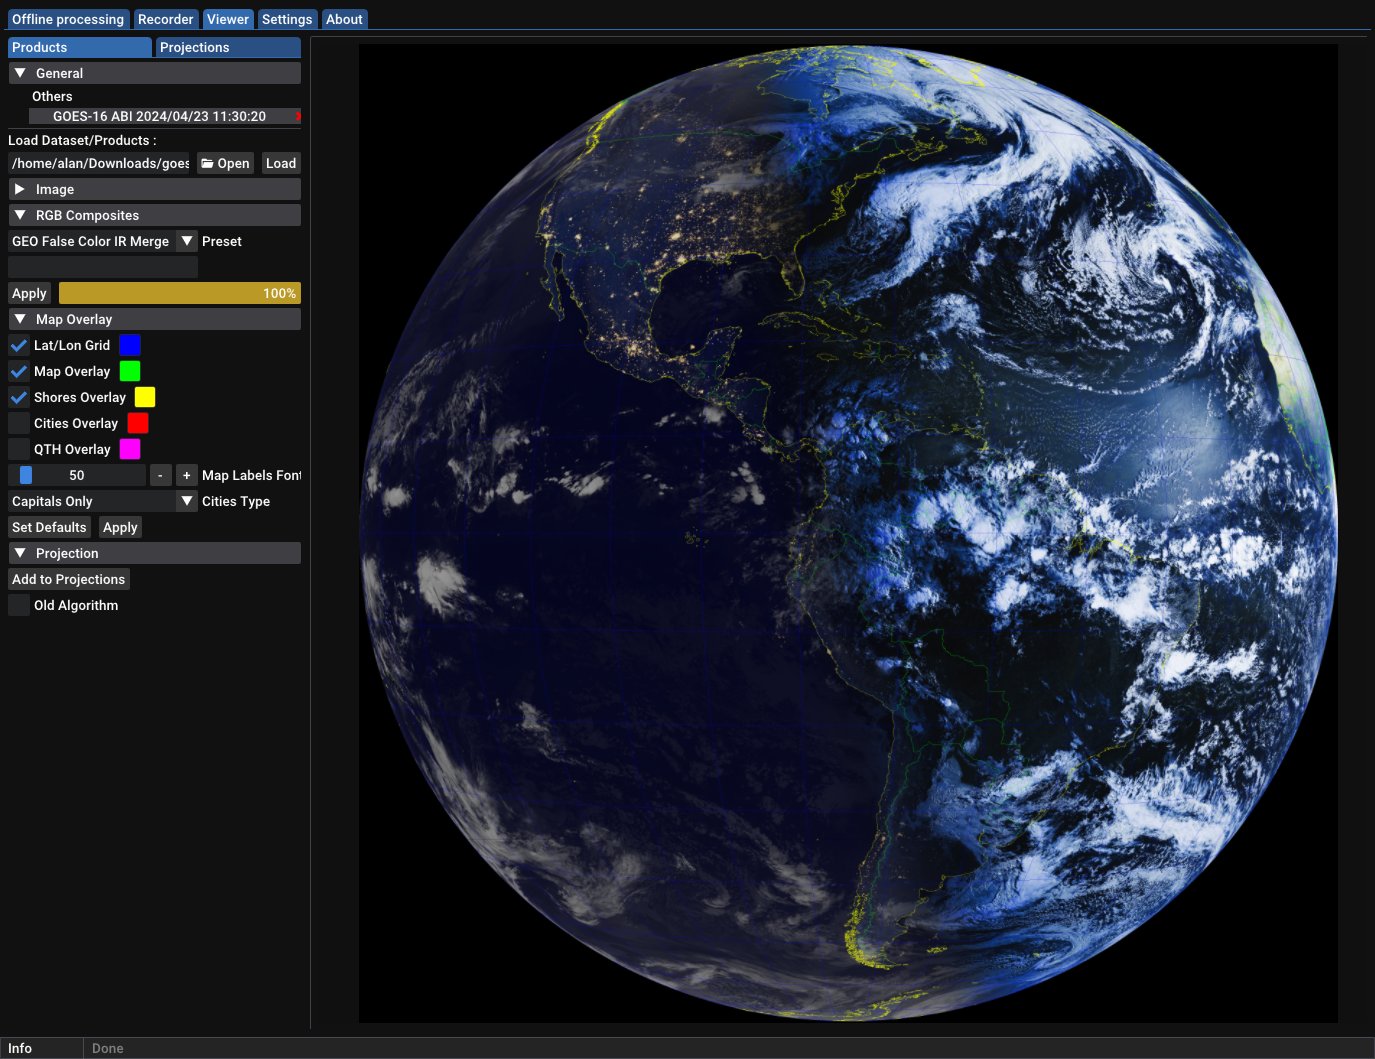 Offline processing Recorder Viewer Settings About
Products Projections
General
Others
GOES-16 ABI 2024/04/23 11:30:20
Load Dataset/Products :
/home/alan/Downloads/goes Open Load
Image
RGB Composites
GEO False Color IR Merge Preset
Apply 100%
Map Overlay
Lat/Lon Grid
Map Overlay
Shores Overlay
Cities Overlay
QTH Overlay
50 - + Map Labels Font
Capitals Only Cities Type
Set Defaults Apply
Projection
Add to Projections
Old Algorithm
Info Done